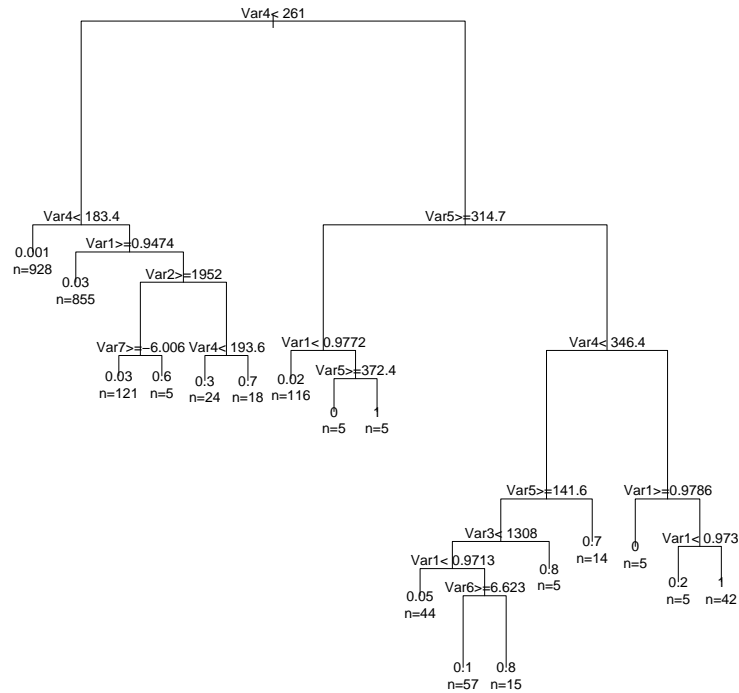 Var4< 261
Var4< 183.4
Var5>=314.7
0.001
n=928
Var1>=0.9474
0.03
n=855
Var2>=1952
Var7>=−6.006
Var4< 193.6
0.03
n=121
0.6
n=5
0.3
n=24
0.7
n=18
Var1< 0.9772
Var4< 346.4
0.02
n=116
Var5>=372.4
0
n=5
1
n=5
Var5>=141.6
Var1>=0.9786
Var3< 1308
0.7
n=14
0
n=5
Var1< 0.973
Var1< 0.9713
0.8
n=5
0.2
n=5
1
n=42
0.05
n=44
Var6>=6.623
0.1
n=57
0.8
n=15